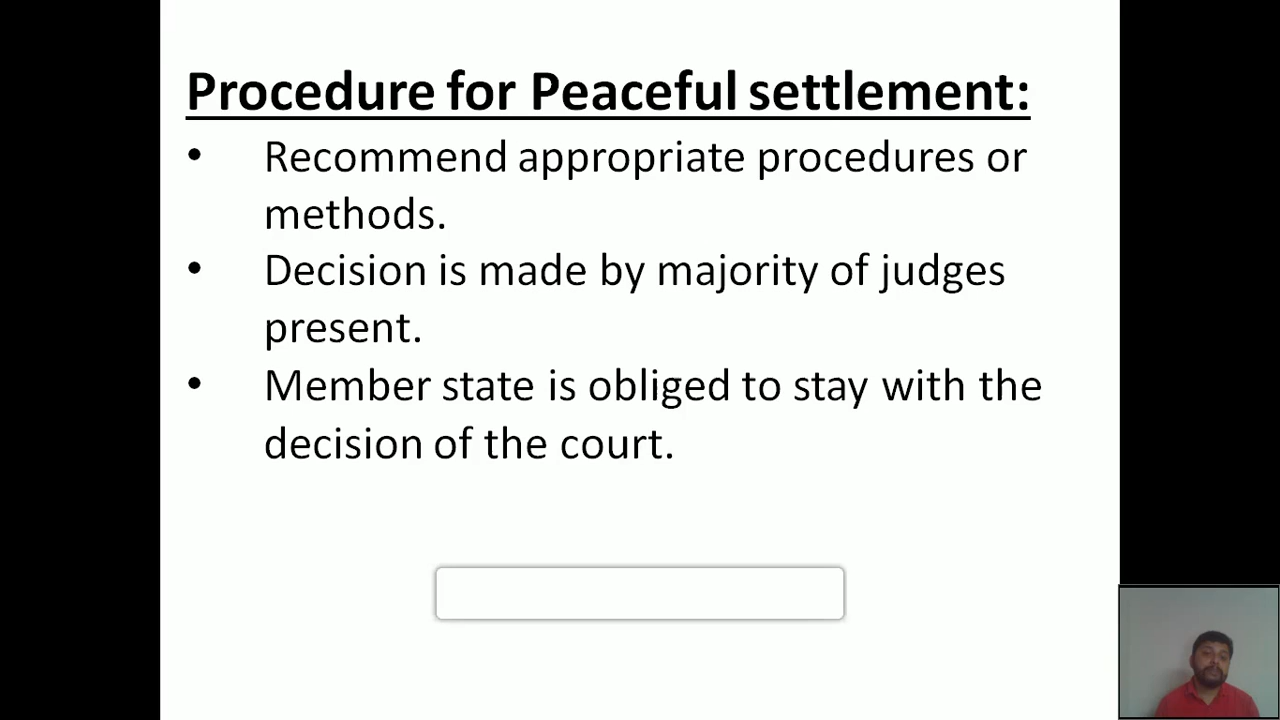 Procedure for Peaceful settlement:
• Recommend appropriate procedures or
methods.
• Decision is made by majority of judges
present.
• Member state is obliged to stay with the
decision of the court.